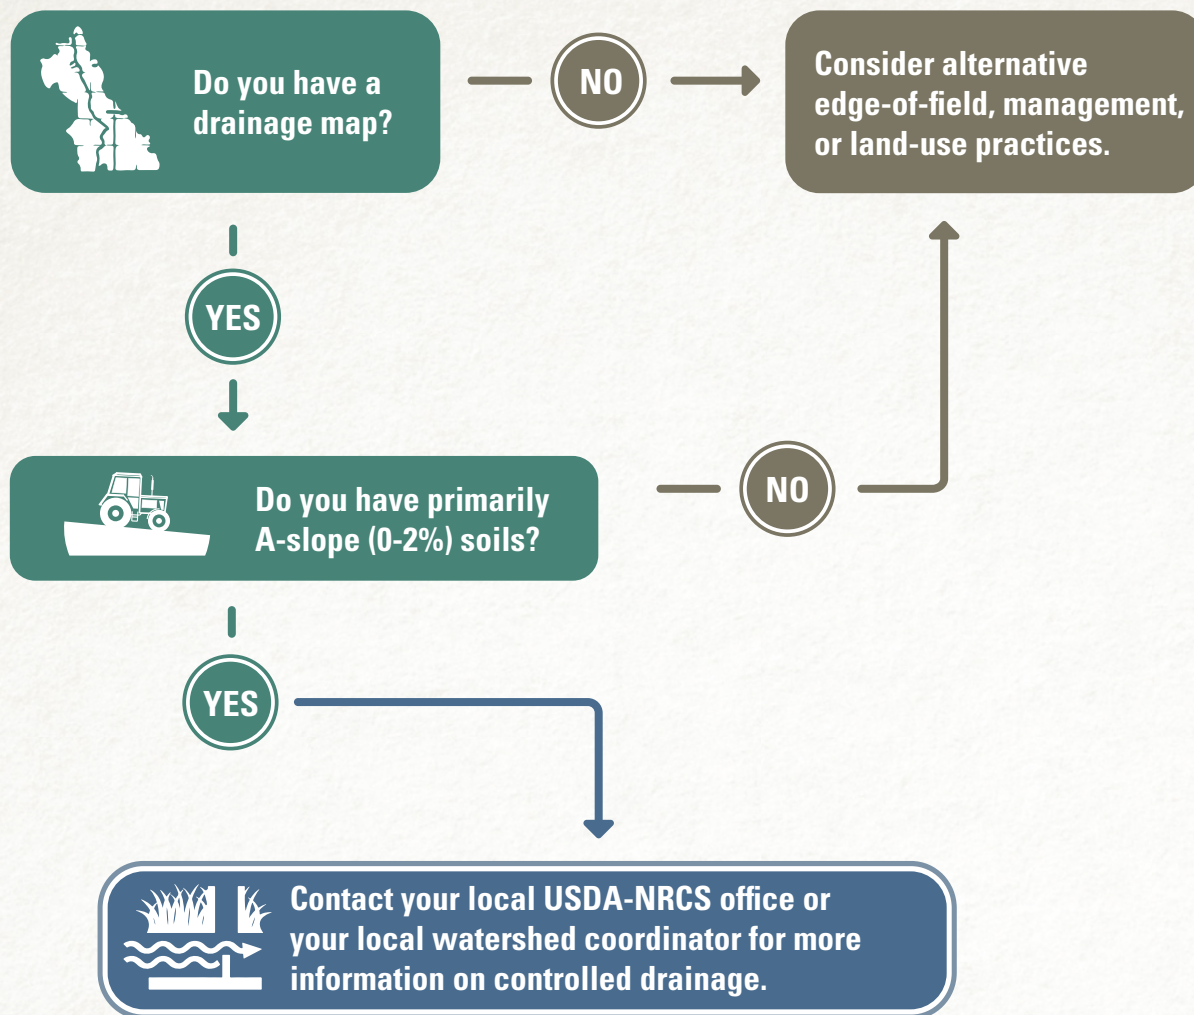 Do you have a
drainage map?
NO
Consider alternative
edge-of-field, management,
or land-use practices.
YES
Do you have primarily
A-slope (0-2%) soils?
NO
YES
Contact your local USDA-NRCS office or
your local watershed coordinator for more
information on controlled drainage.